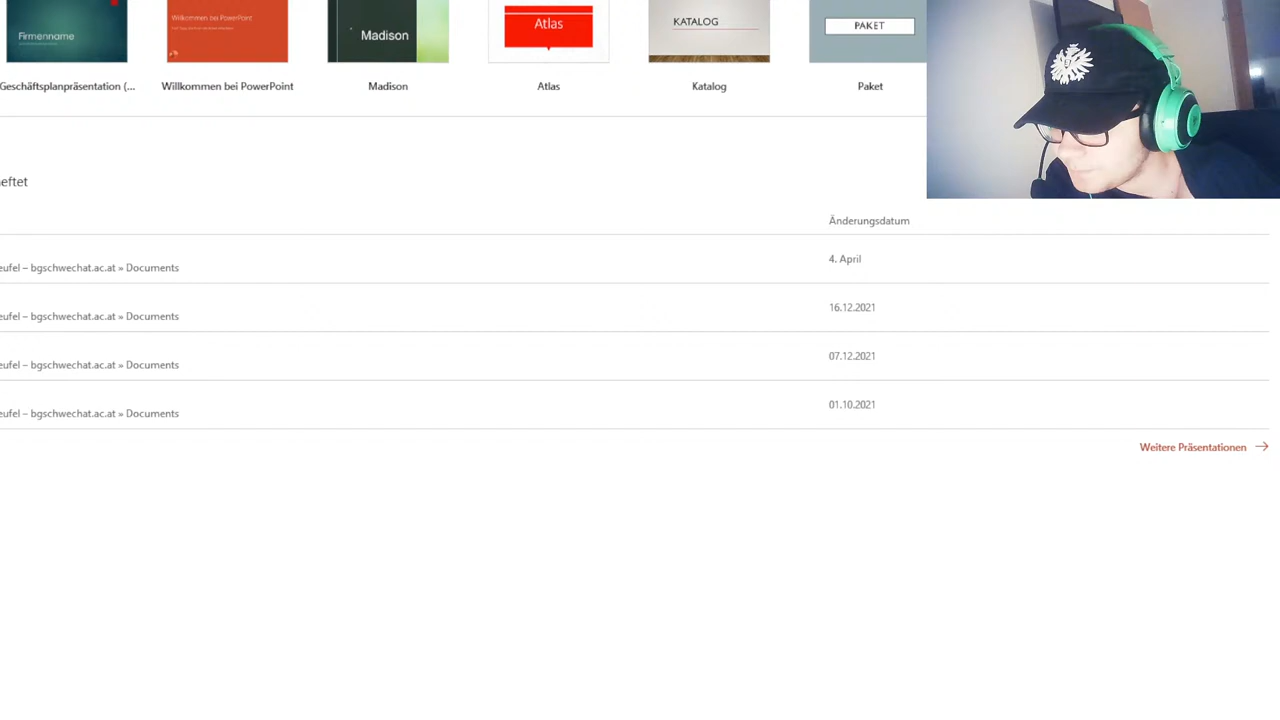 Firmenname
Willkommen bei PowerPoint
Madison
Atlas
KATALOG
PAKET
Geschäftsplanpräsentation (...
Willkommen bei PowerPoint
Madison
Atlas
Katalog
Paket
eftet
Änderungsdatum
eufel – bgschwechat.ac.at » Documents
4. April
eufel – bgschwechat.ac.at » Documents
16.12.2021
eufel – bgschwechat.ac.at » Documents
07.12.2021
eufel – bgschwechat.ac.at » Documents
01.10.2021
Weitere Präsentationen